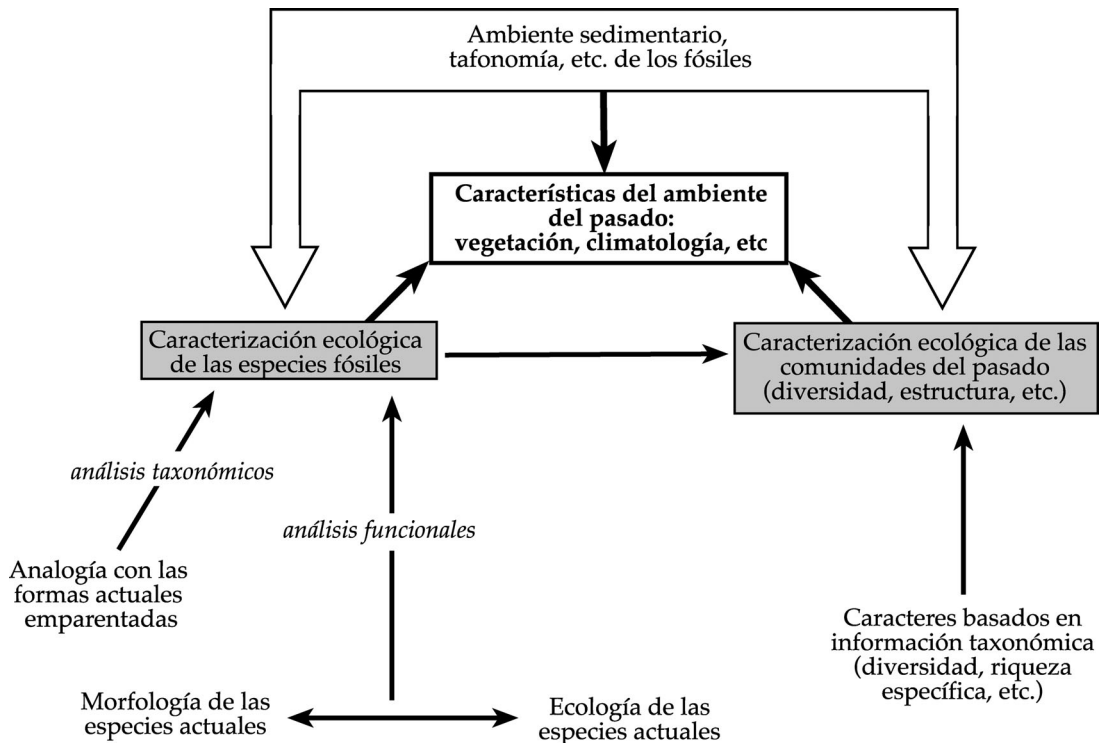 Ambiente sedimentario,
tafonomía, etc. de los fósiles
Características del ambiente
del pasado:
vegetación, climatología, etc
Caracterización ecológica
de las especies fósiles
Caracterización ecológica de las
comunidades del pasado
(diversidad, estructura, etc.)
análisis taxonómicos
análisis funcionales
Analogía con las
formas actuales
emparentadas
Caracteres basados en
información taxonómica
(diversidad, riqueza
específica, etc.)
Morfología de las
especies actuales
Ecología de las
especies actuales